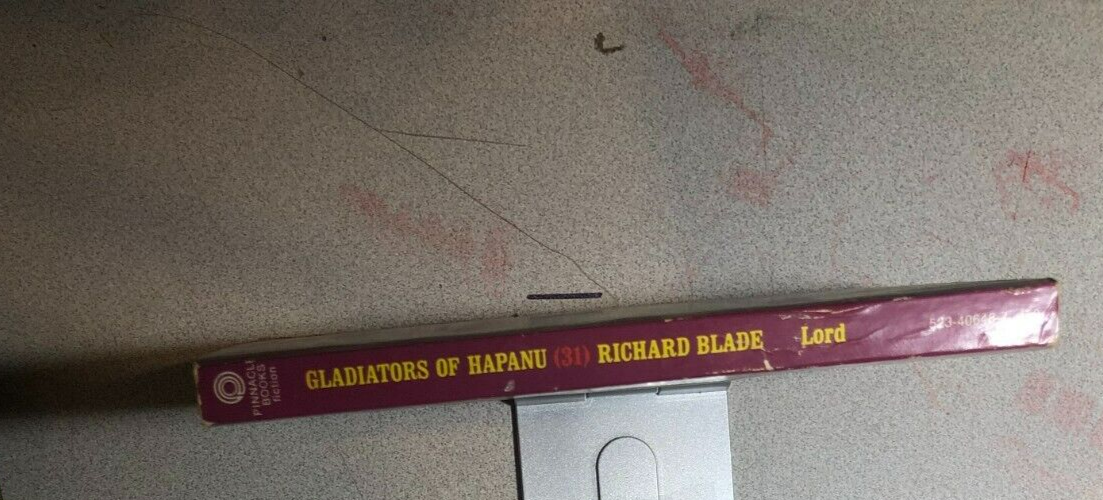 PINNACLE
BOOKS
fiction
GLADIATORS OF HAPANU (31) RICHARD BLADE Lord